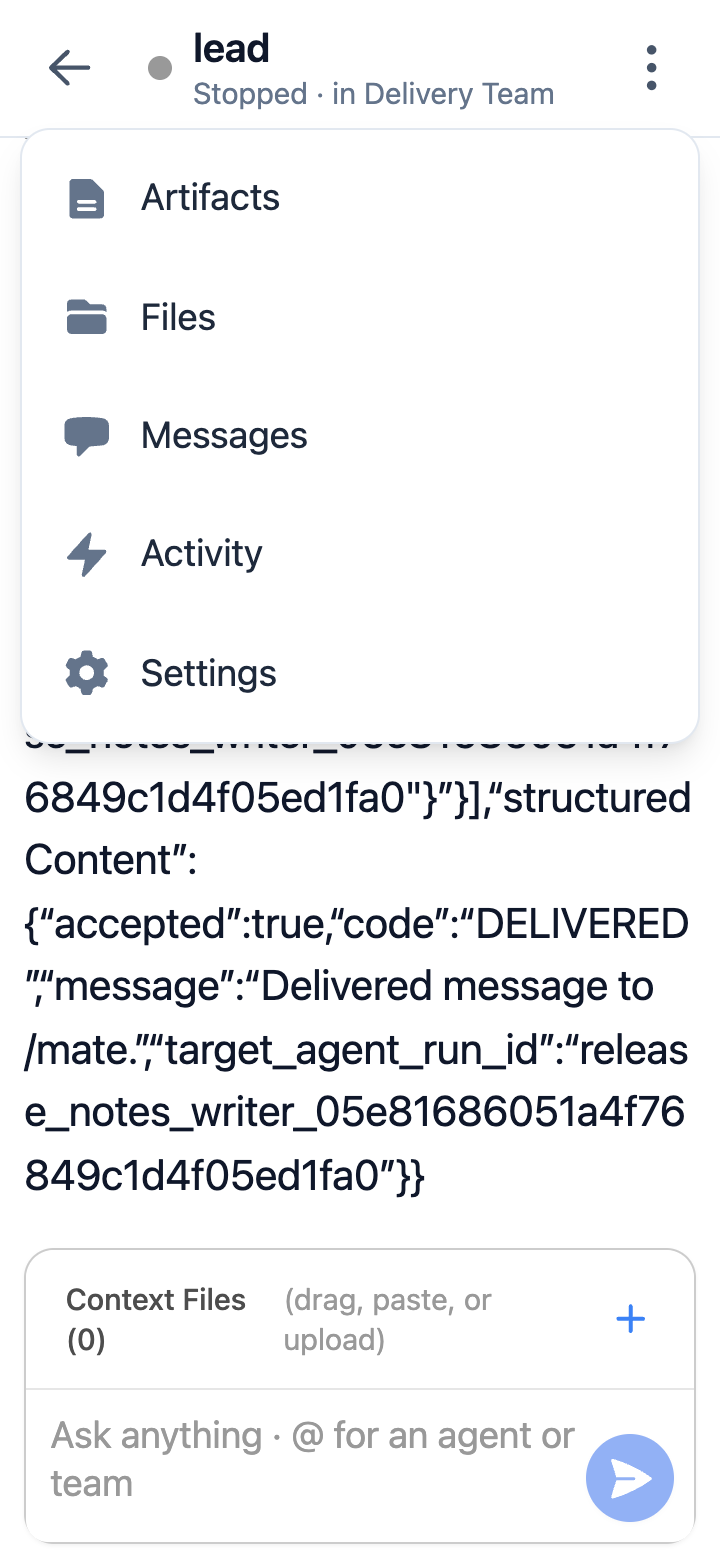 lead
Stopped · in Delivery Team
Artifacts
Files
Messages
Activity
Settings
6849c1d4f05ed1fa0"}”}],“structured
Content”:
{“accepted”:true,“code”:“DELIVERED
”,“message”:“Delivered message to
/mate.”,“target_agent_run_id”:“releas
e_notes_writer_05e81686051a4f76
849c1d4f05ed1fa0”}}
Context Files
(0)
(drag, paste, or
upload)
Ask anything · @ for an agent or
team